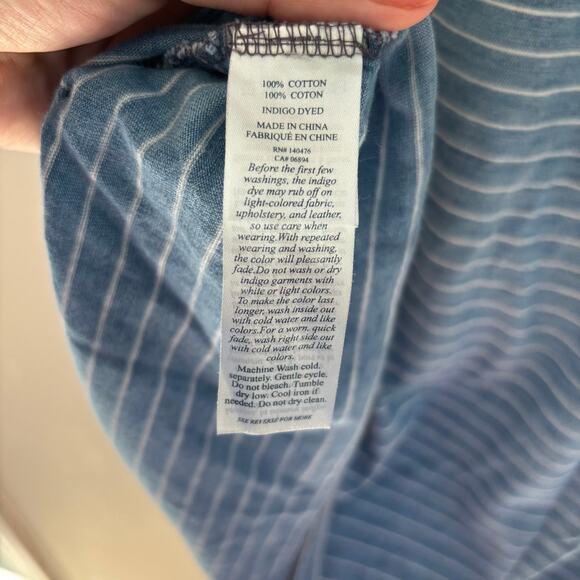 100% COTTON
100% COTON
INDIGO DYED
MADE IN CHINA
FABRIQUÉ EN CHINE
RN# 140476
CA# 06894
Before the first few
washings, the indigo
dye may rub off on
light-colored fabric,
upholstery, and leather,
so use care when
wearing.With repeated
wearing and washing,
the color will pleasantly
fade.Do not wash or dry
indigo garments with
white or light colors.
To make the color last
longer, wash inside out
with cold water and like
colors.For a worn, quick
fade, wash right side out
with cold water and like
colors.
Machine Wash cold.
separately. Gentle cycle.
Do not bleach. Tumble
dry low. Cool iron if
needed. Do not dry clean.
SEE REVERSE FOR MORE